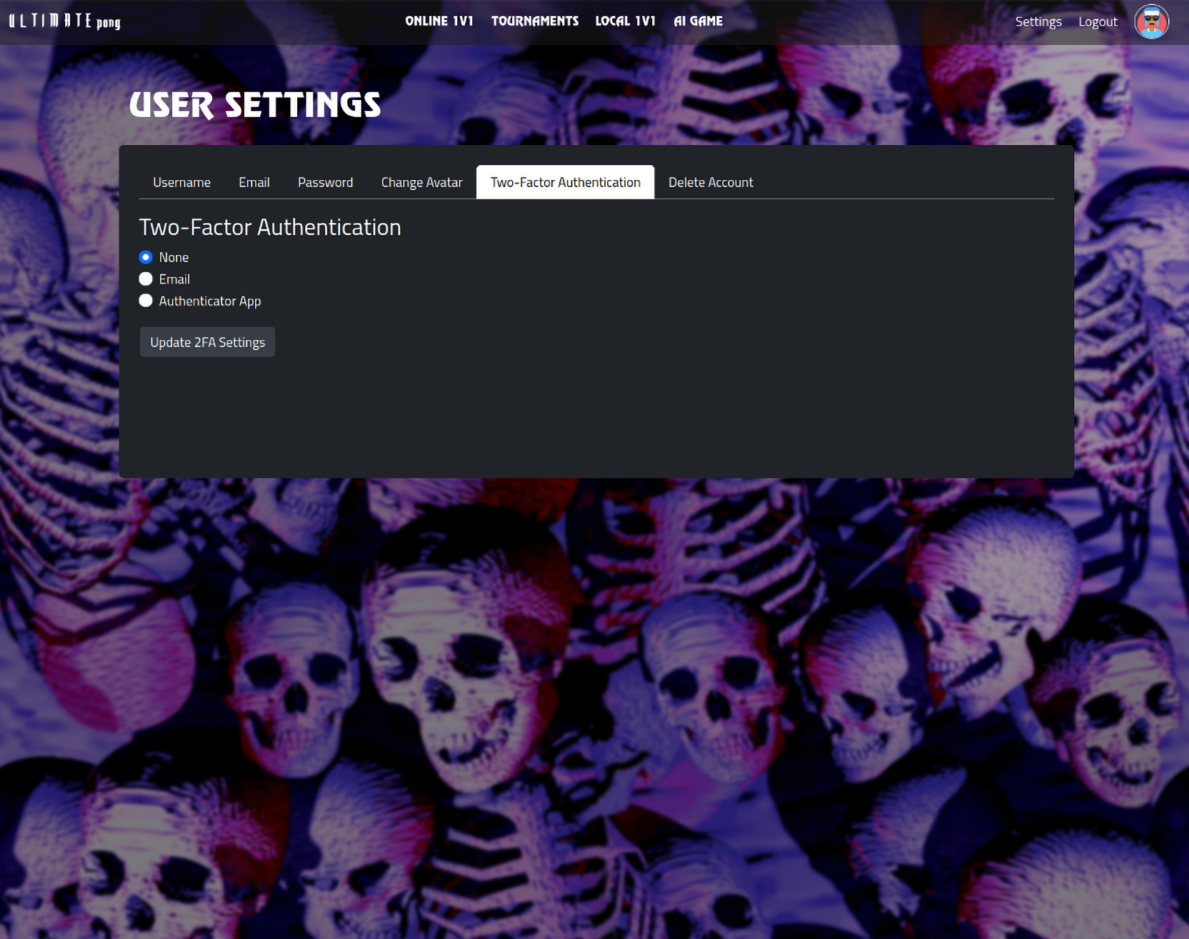 ULTIMATE pong
ONLINE 1V1 TOURNAMENTS LOCAL 1V1 AI GAME
Settings Logout
USER SETTINGS
Username Email Password Change Avatar Two-Factor Authentication Delete Account
Two-Factor Authentication
None
Email
Authenticator App
Update 2FA Settings